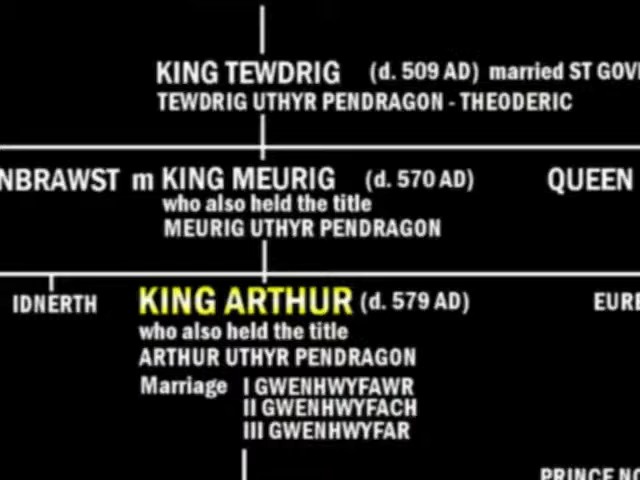 KING TEWDRIG (d. 509 AD) married ST GOV
TEWDRIG UTHYR PENDRAGON - THEODERIC
NBRAWST m KING MEURIG (d. 570 AD) QUEEN
who also held the title
MEURIG UTHYR PENDRAGON
IDNERTH KING ARTHUR (d. 579 AD) EURB
who also held the title
ARTHUR UTHYR PENDRAGON
Marriage I GWENHWYFAWR
II GWENHWYFACH
III GWENHWYFAR
PRINCE NO